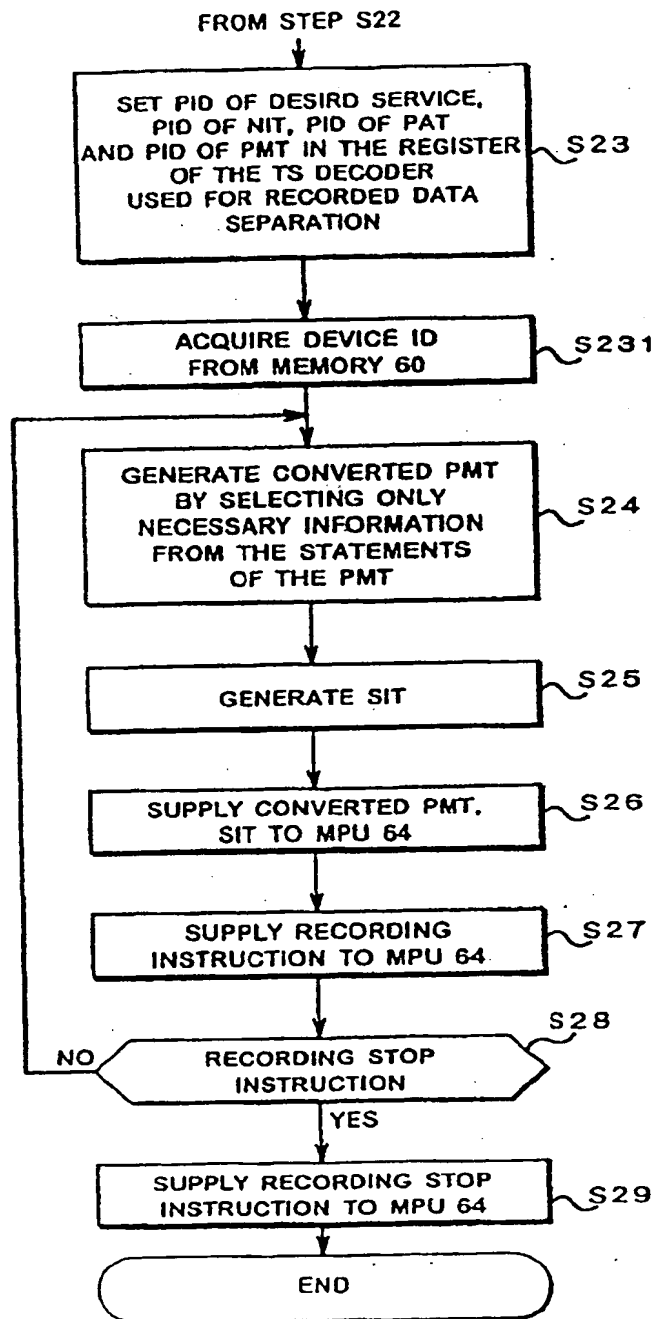 FROM STEP S22
SET PID OF DESIRD SERVICE,
PID OF NIT, PID OF PAT
AND PID OF PMT IN THE REGISTER
OF THE TS DECODER
USED FOR RECORDED DATA
SEPARATION
S23
ACQUIRE DEVICE ID
FROM MEMORY 60
S231
GENERATE CONVERTED PMT
BY SELECTING ONLY
NECESSARY INFORMATION
FROM THE STATEMENTS
OF THE PMT
S24
GENERATE SIT
S25
SUPPLY CONVERTED PMT.
SIT TO MPU 64
S26
SUPPLY RECORDING
INSTRUCTION TO MPU 64
S27
RECORDING STOP
INSTRUCTION
S28
NO
YES
SUPPLY RECORDING STOP
INSTRUCTION TO MPU 64
S29
END